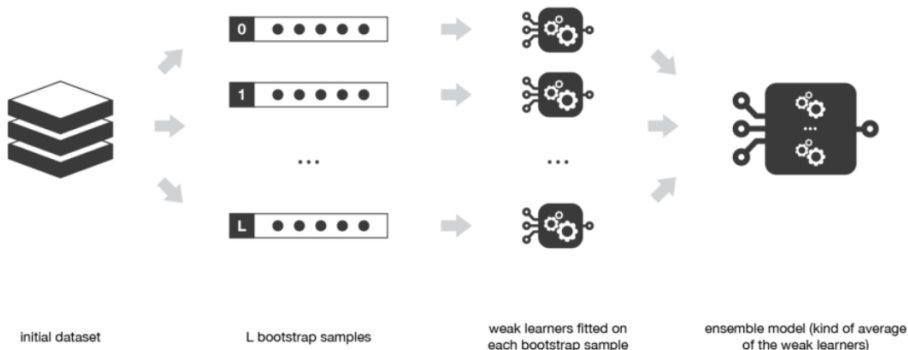 0
1
...
...
...
L
initial dataset
L bootstrap samples
weak learners fitted on
each bootstrap sample
ensemble model (kind of average
of the weak learners)